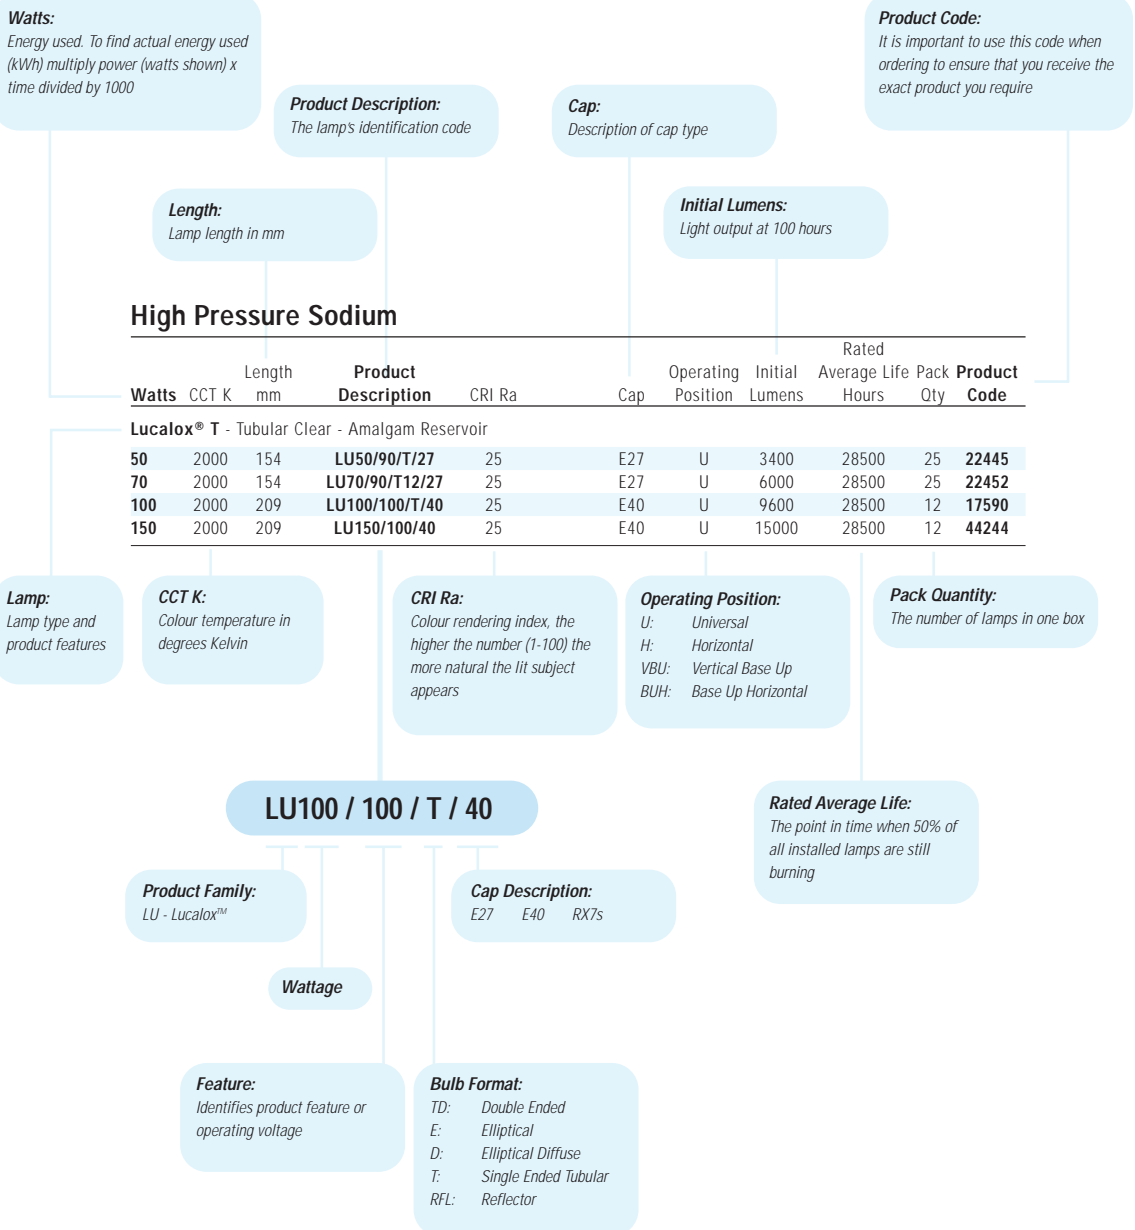 Watts:
Energy used. To find actual energy used
(kWh) multiply power (watts shown) x
time divided by 1000
Product Code:
It is important to use this code when
ordering to ensure that you receive the
exact product you require
Product Description:
The lamp's identification code
Cap:
Description of cap type
Length:
Lamp length in mm
Initial Lumens:
Light output at 100 hours
High Pressure Sodium
Rated
Length Product Operating Initial Average Life Pack Product
Watts CCT K mm Description CRI Ra Cap Position Lumens Hours Qty Code
Lucalox® T - Tubular Clear - Amalgam Reservoir
50 2000 154 LU50/90/T/27 25 E27 U 3400 28500 25 22445
70 2000 154 LU70/90/T12/27 25 E27 U 6000 28500 25 22452
100 2000 209 LU100/100/T/40 25 E40 U 9600 28500 12 17590
150 2000 209 LU150/100/40 25 E40 U 15000 28500 12 44244
Lamp:
Lamp type and
product features
CCT K:
Colour temperature in
degrees Kelvin
CRI Ra:
Colour rendering index, the
higher the number (1-100) the
more natural the lit subject
appears
Operating Position:
U: Universal
H: Horizontal
VBU: Vertical Base Up
BUH: Base Up Horizontal
Pack Quantity:
The number of lamps in one box
LU100 / 100 / T / 40
Rated Average Life:
The point in time when 50% of
all installed lamps are still
burning
Product Family:
LU - Lucalox™
Cap Description:
E27 E40 RX7s
Wattage
Feature:
Identifies product feature or
operating voltage
Bulb Format:
TD: Double Ended
E: Elliptical
D: Elliptical Diffuse
T: Single Ended Tubular
RFL: Reflector